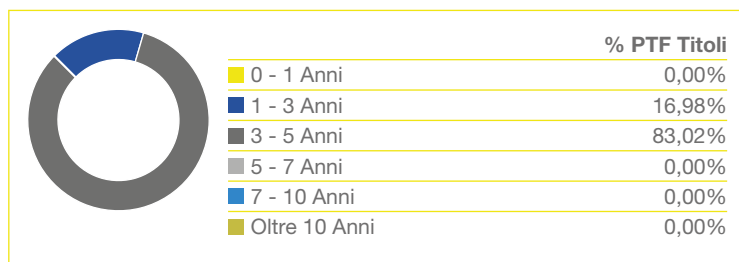 % PTF Titoli
0 - 1 Anni 0,00%
1 - 3 Anni 16,98%
3 - 5 Anni 83,02%
5 - 7 Anni 0,00%
7 - 10 Anni 0,00%
Oltre 10 Anni 0,00%